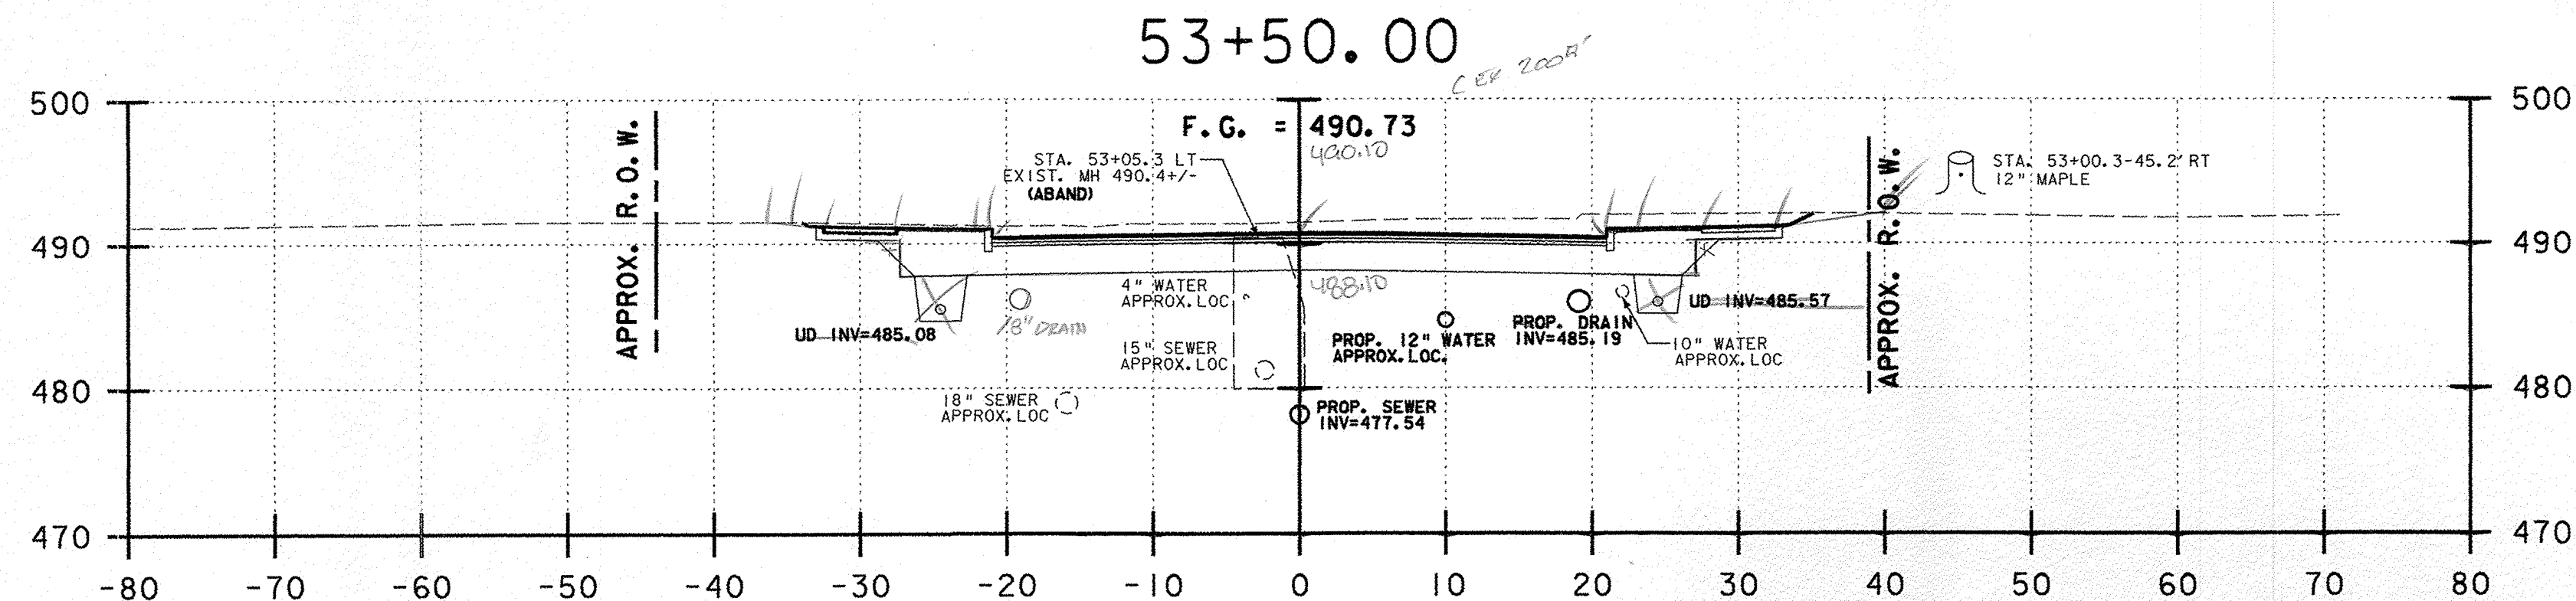 53+50.00
500
500
F.G. = 490.73
490.10
STA. 53+05.3 LT
EXIST. MH 490.4+/-
(ABAND)
APPROX. R.O.W.
APPROX. R.O.W.
STA. 53+00.3-45.2' RT
12" MAPLE
490
490
488.10
4" WATER
APPROX.LOC
UD INV=485.08
18" DRAIN
PROP. 12" WATER
APPROX.LOC.
PROP. DRAIN
INV=485.19
UD INV=485.57
10" WATER
APPROX.LOC
15" SEWER
APPROX.LOC
480
480
18" SEWER
APPROX.LOC
PROP. SEWER
INV=477.54
470
470
-80 -70 -60 -50 -40 -30 -20 -10 0 10 20 30 40 50 60 70 80